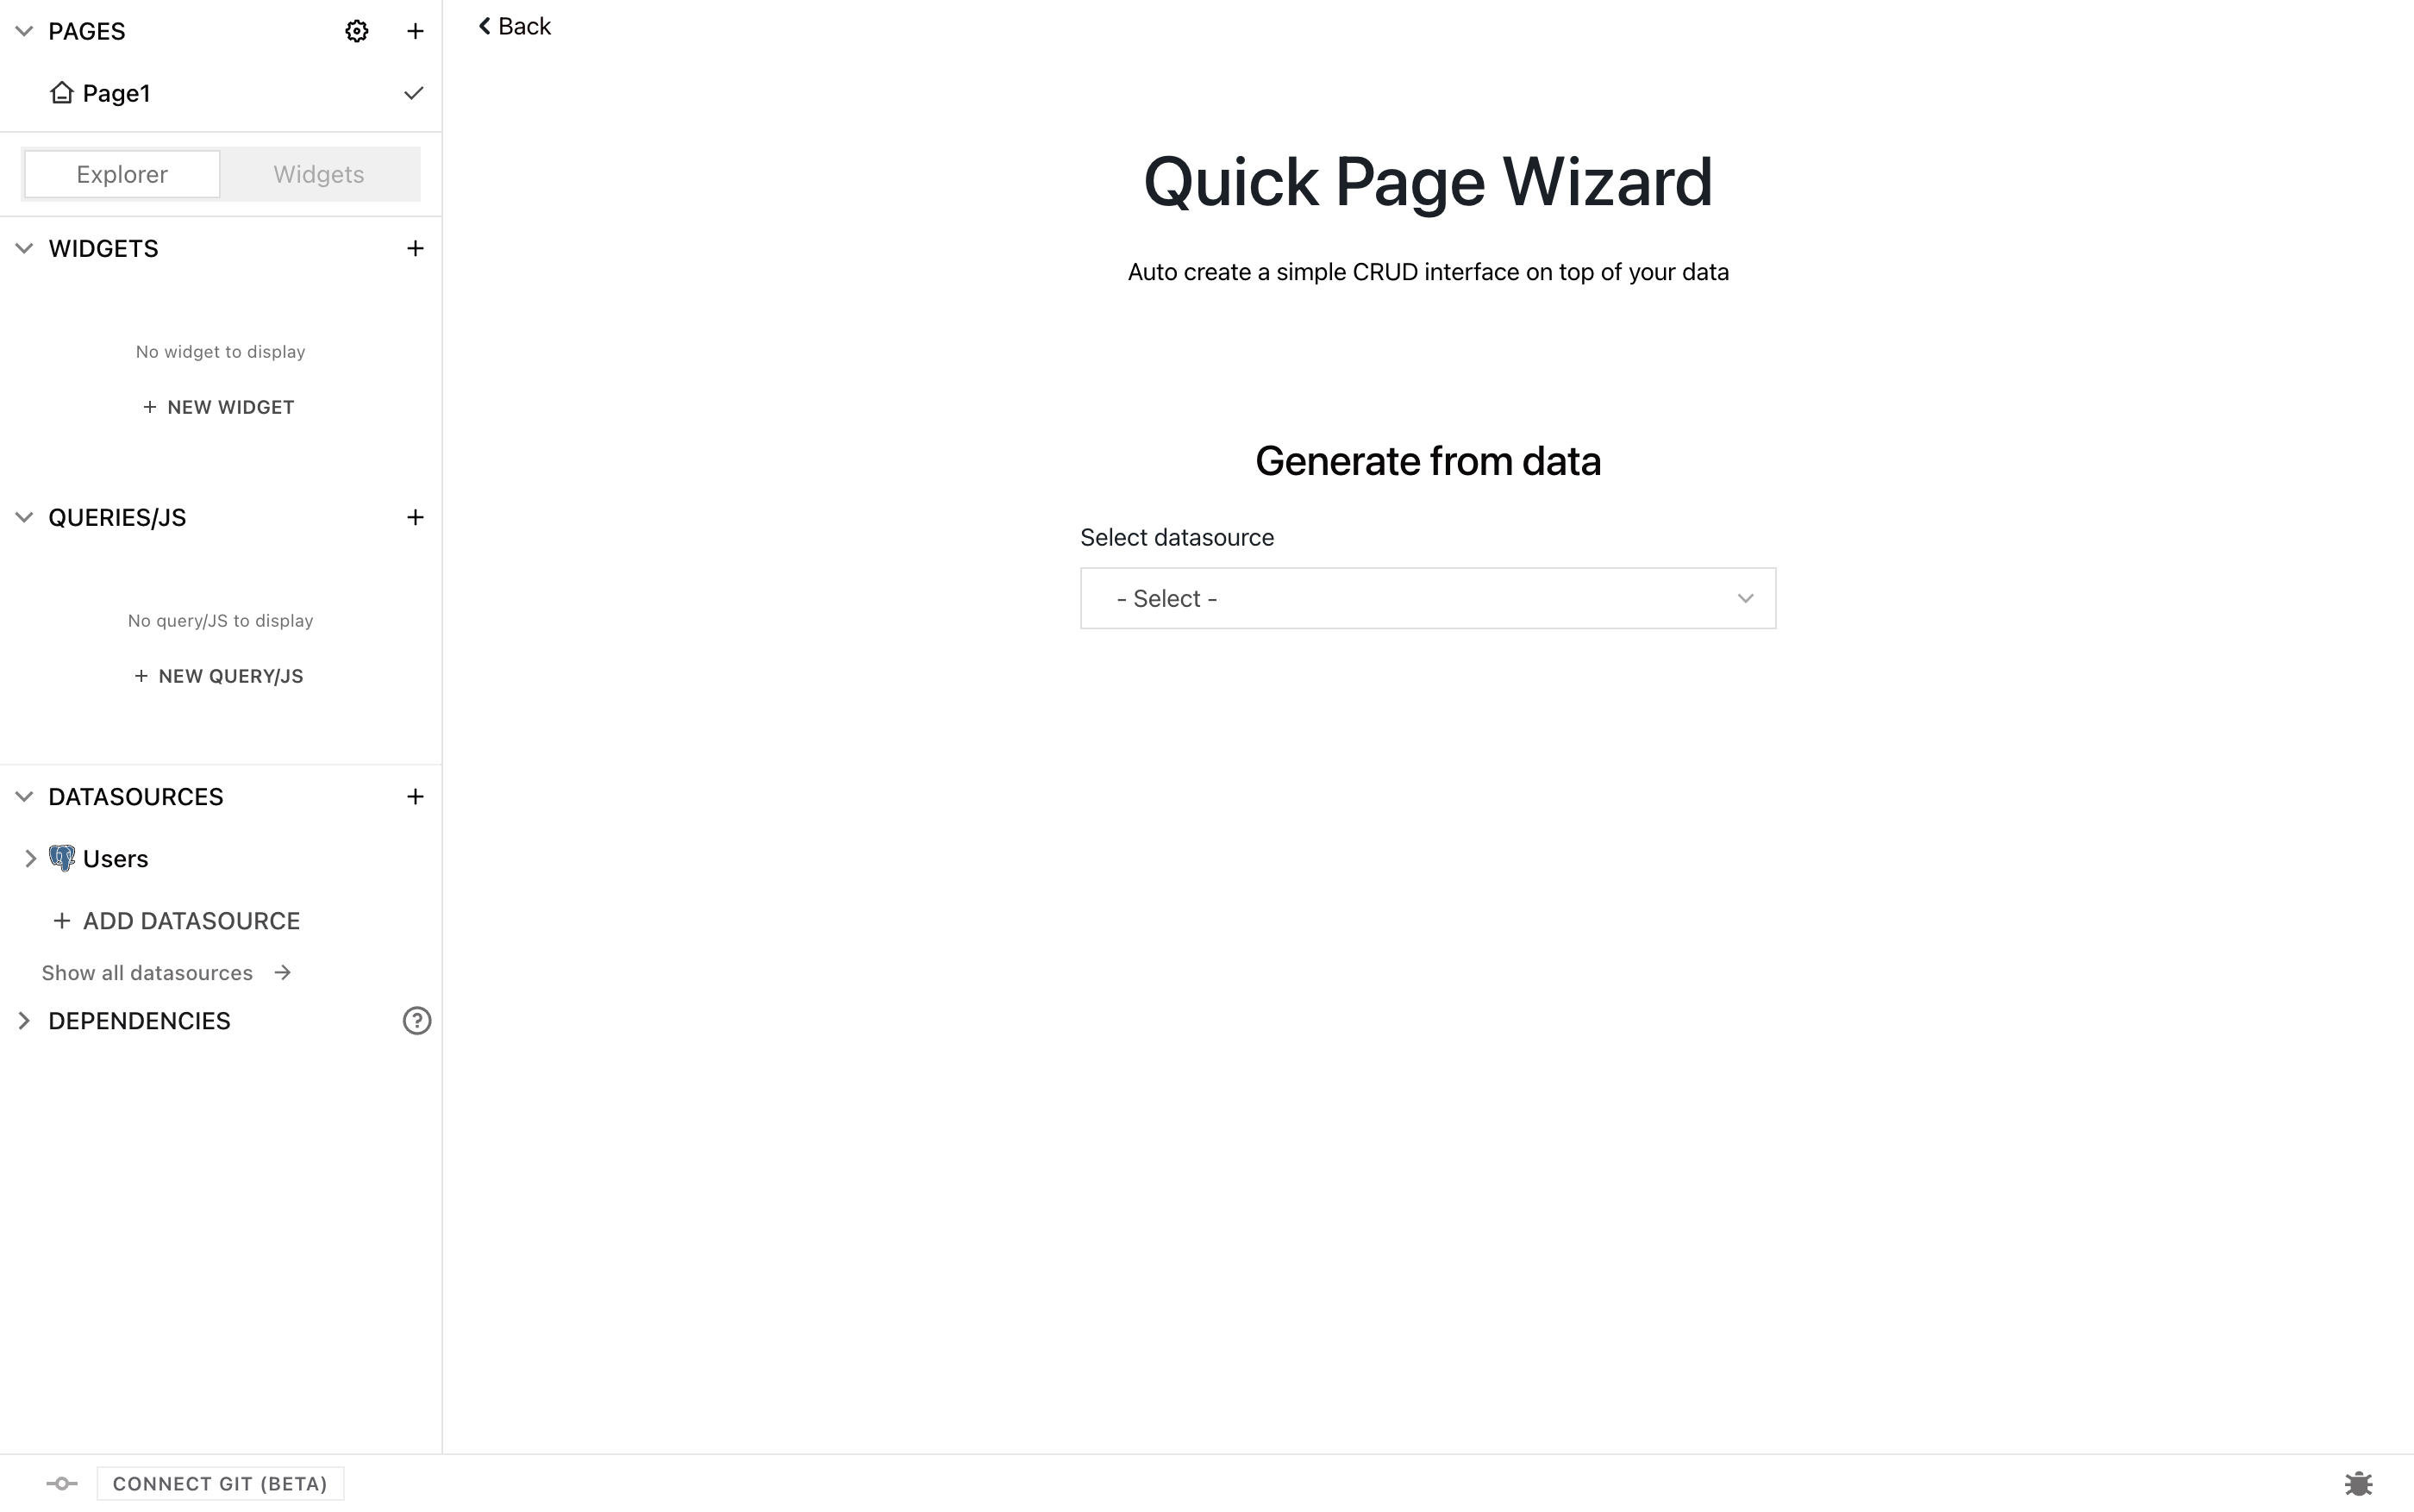 PAGES
Page1
Explorer
Widgets
WIDGETS
No widget to display
NEW WIDGET
QUERIES/JS
No query/JS to display
NEW QUERY/JS
DATASOURCES
Users
ADD DATASOURCE
Show all datasources
DEPENDENCIES
?
CONNECT GIT (BETA)
Back
Quick Page Wizard
Auto create a simple CRUD interface on top of your data
Generate from data
Select datasource
- Select -